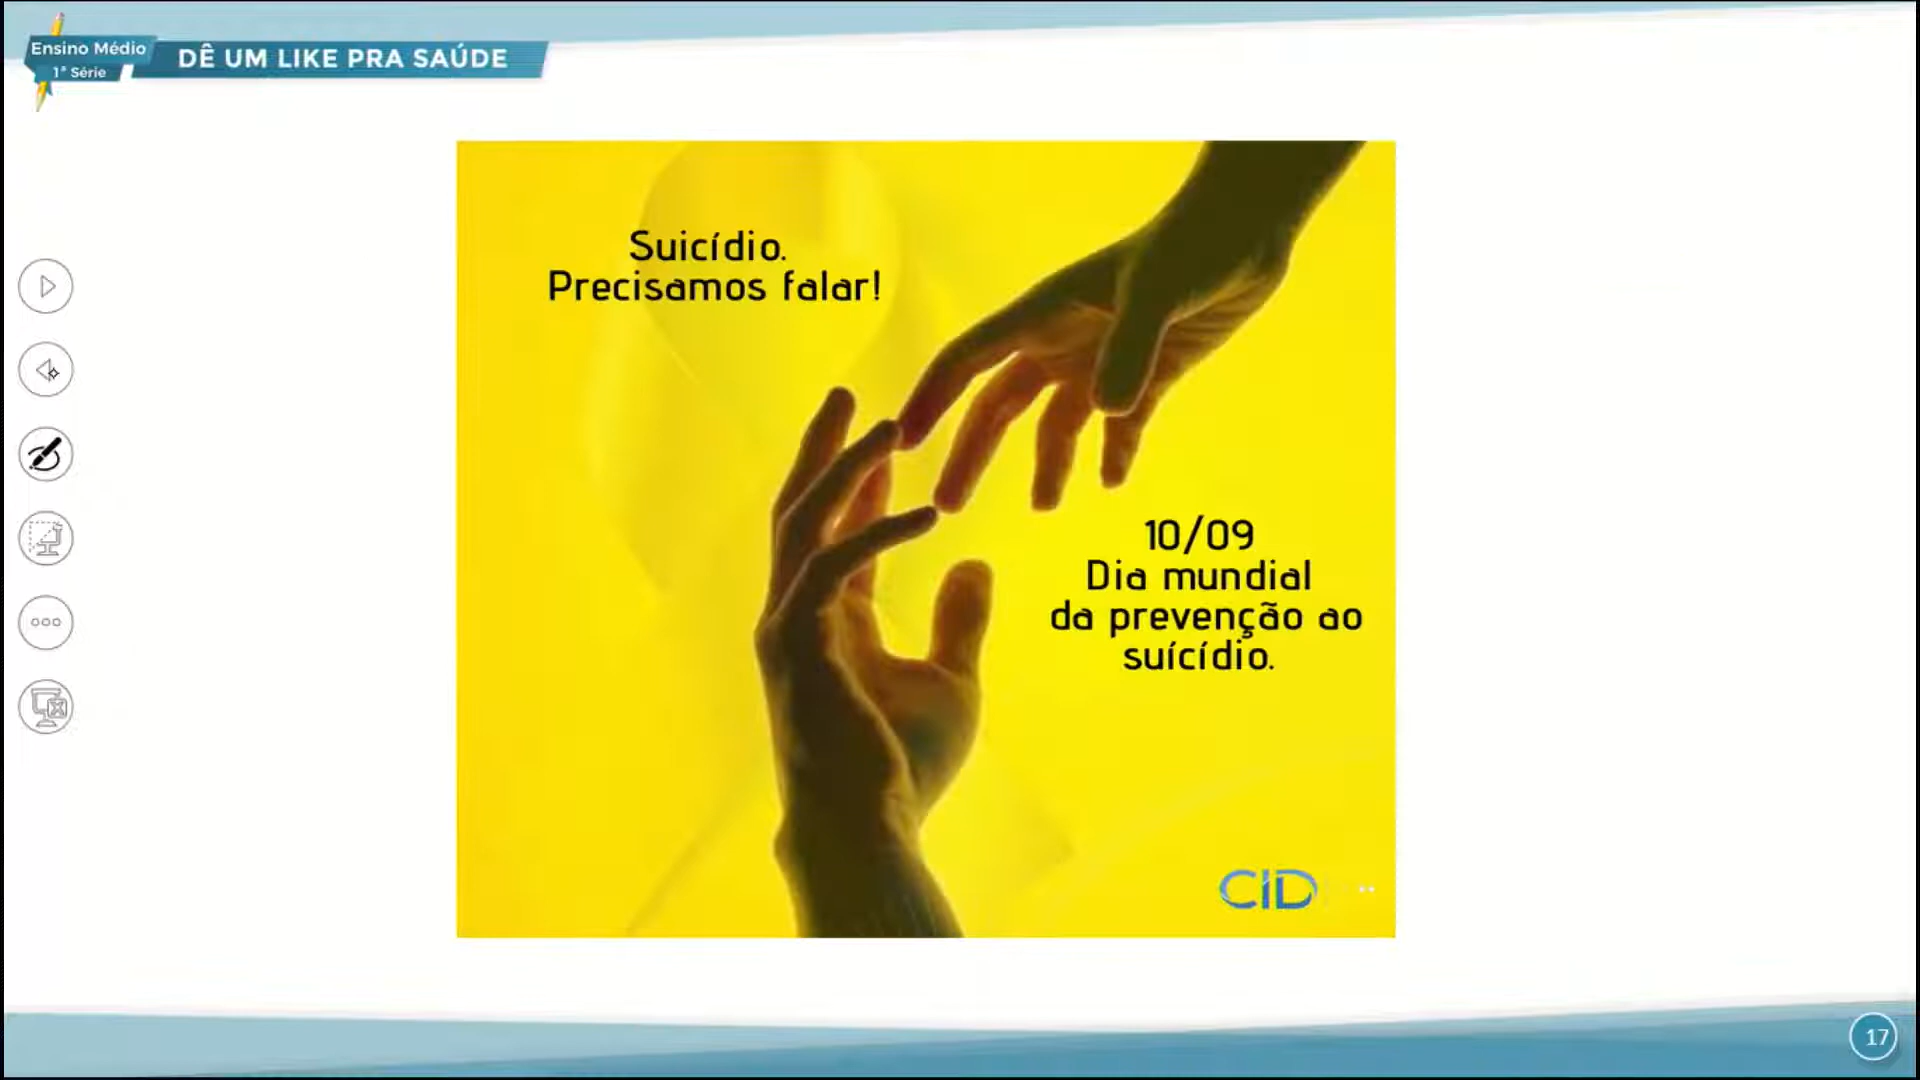 Ensino Médio
1ª Série
DÊ UM LIKE PRA SAÚDE
Suicídio.
Precisamos falar!
10/09
Dia mundial
da prevenção ao
suícídio.
CID
17